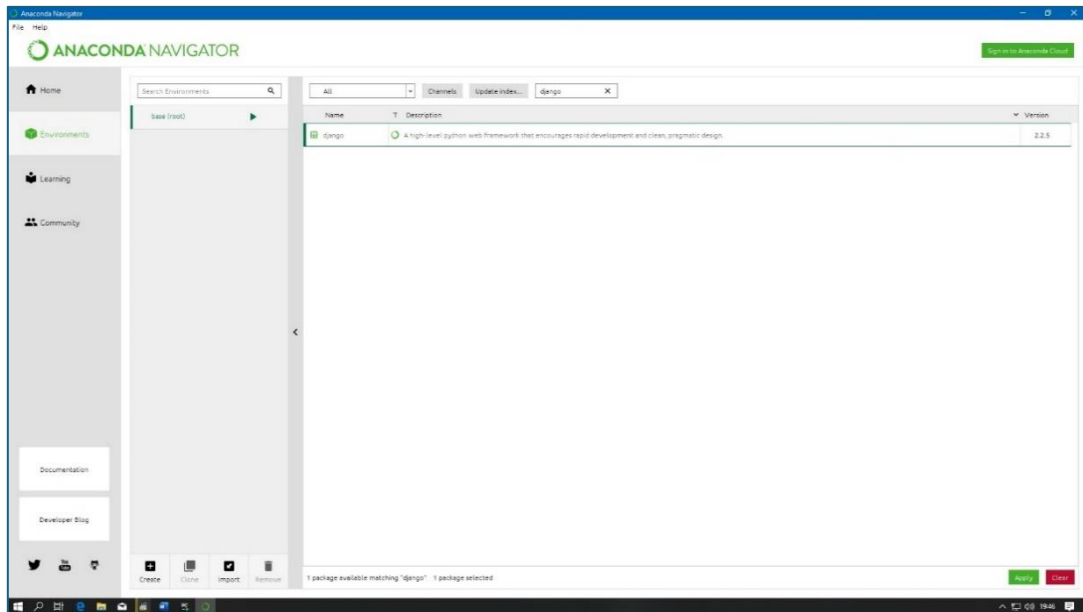 Anaconda Navigator
File Help
ANACONDA NAVIGATOR
Sign in to Anaconda Cloud
Home
Environments
Learning
Community
Documentation
Developer Blog
Search Environments
base (root)
Create Clone Import Remove
All Channels Update index... django X
Name T Description Version
django A high-level python web framework that encourages rapid development and clean, pragmatic design. 2.2.5
1 package available matching "django" 1 package selected
Apply Clear
1946